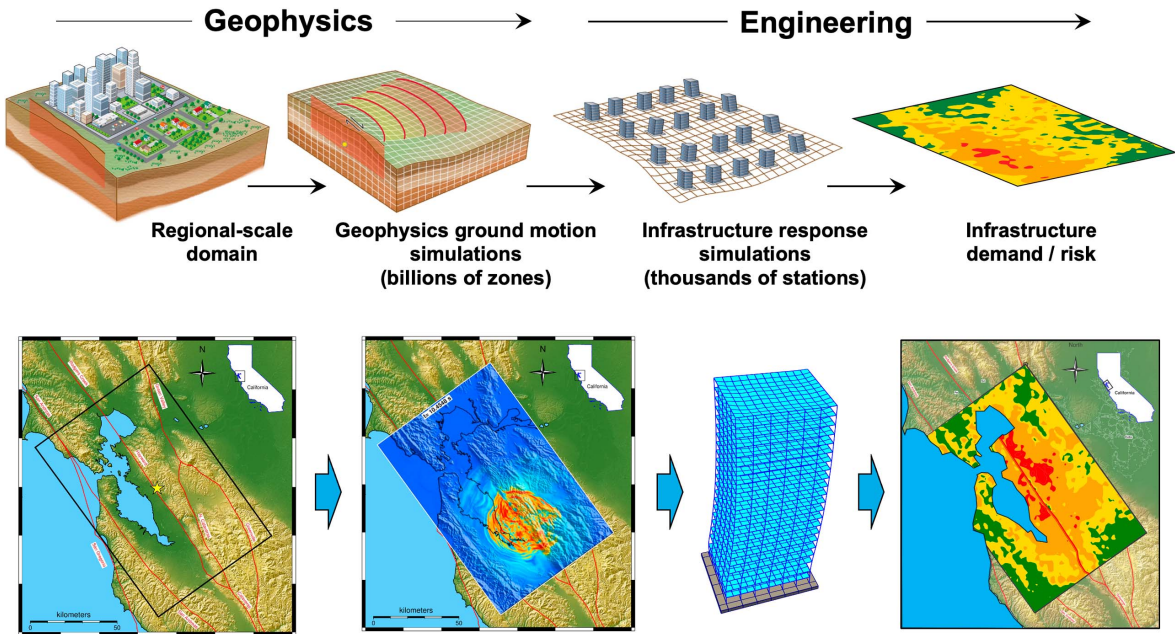 Geophysics
Engineering
Regional-scale
domain
Geophysics ground motion
simulations
(billions of zones)
Infrastructure response
simulations
(thousands of stations)
Infrastructure
demand / risk
N
California
kilometers
0
50
N
California
kilometers
0
50
North
California